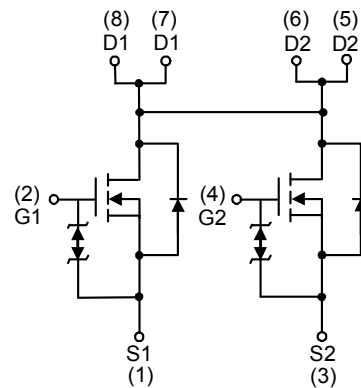 (8) (7) (6) (5)
D1 D1 D2 D2
(2) (4)
G1 G2
S1 S2
(1) (3)